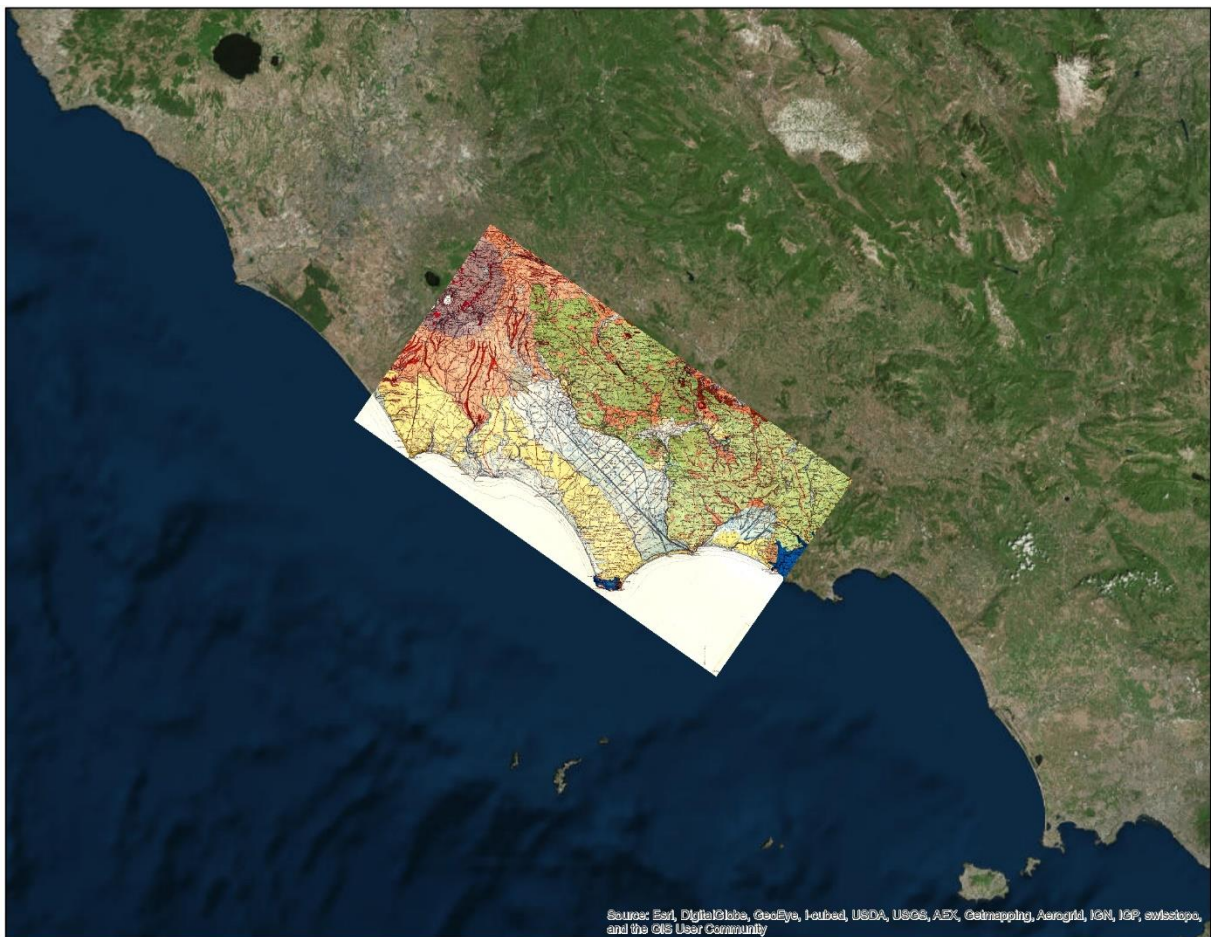 Source: Esri, DigitalGlobe, GeoEye, i-cubed, USDA, USGS, AEX, Getmapping, Aerogrid, IGN, IGP, swisstopo,
and the GIS User Community